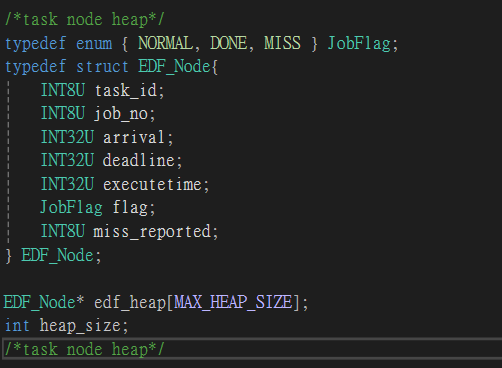 /*task node heap*/
typedef enum { NORMAL, DONE, MISS } JobFlag;
typedef struct EDF_Node{
    INT8U task_id;
    INT8U job_no;
    INT32U arrival;
    INT32U deadline;
    INT32U executetime;
    JobFlag flag;
    INT8U miss_reported;
} EDF_Node;

EDF_Node* edf_heap[MAX_HEAP_SIZE];
int heap_size;
/*task node heap*/